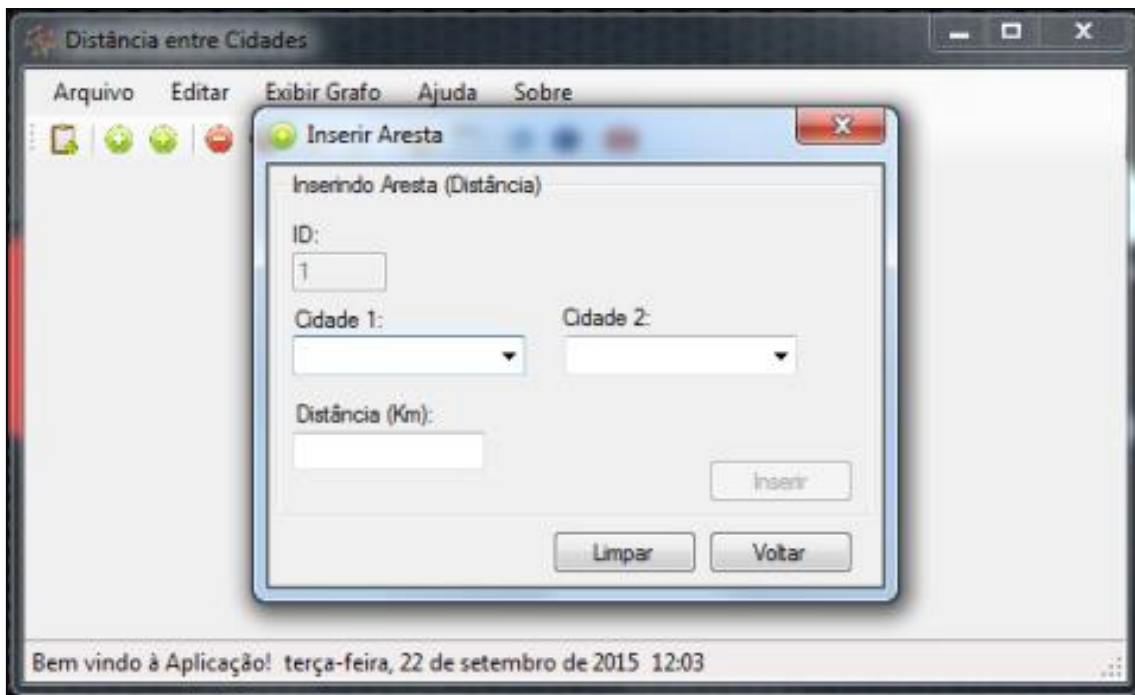 Distância entre Cidades
Arquivo Editar Exibir Grafo Ajuda Sobre
Inserir Aresta
Inserindo Aresta (Distância)
ID:
1
Cidade 1: Cidade 2:
Distância (Km):
Inserir
Limpar Voltar
Bem vindo à Aplicação! terça-feira, 22 de setembro de 2015 12:03